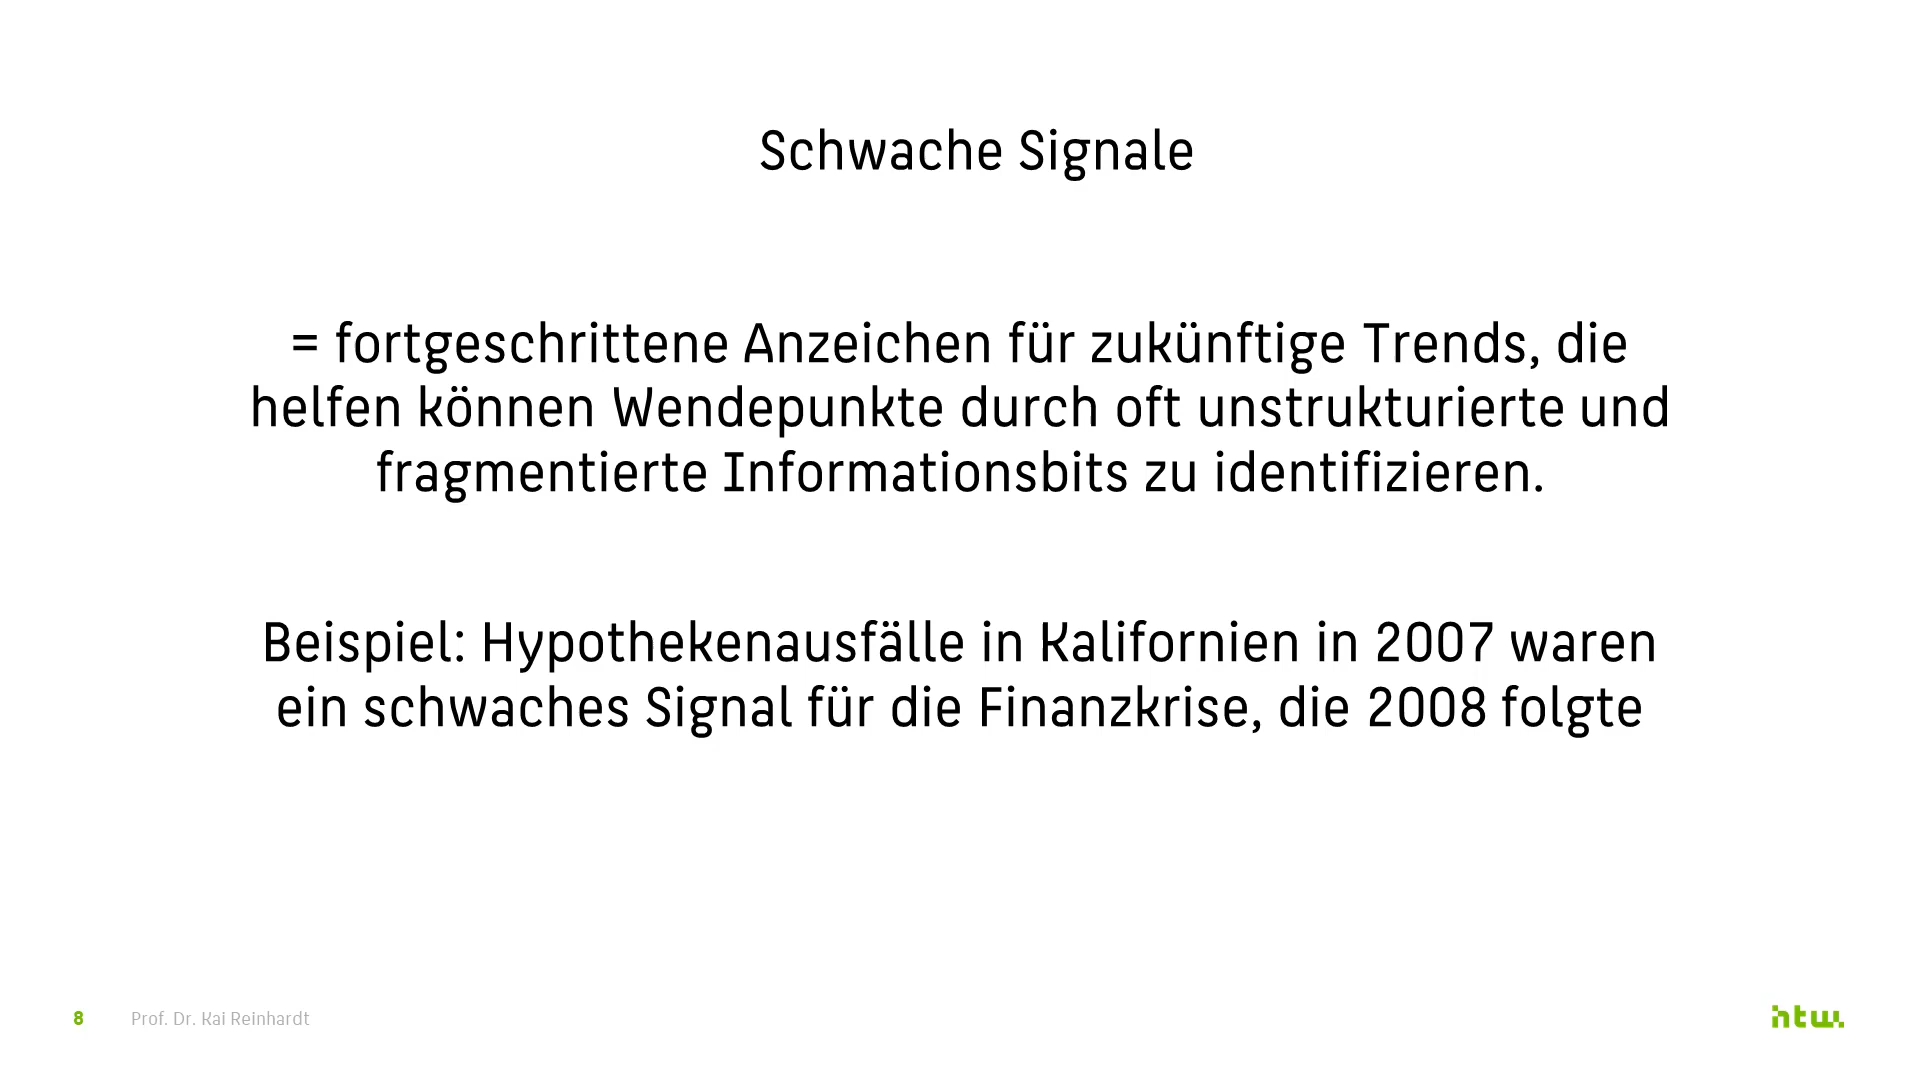 Schwache Signale
= fortgeschrittene Anzeichen für zukünftige Trends, die
helfen können Wendepunkte durch oft unstrukturierte und
fragmentierte Informationsbits zu identifizieren.
Beispiel: Hypothekenausfälle in Kalifornien in 2007 waren
ein schwaches Signal für die Finanzkrise, die 2008 folgte
8 Prof. Dr. Kai Reinhardt
htw.